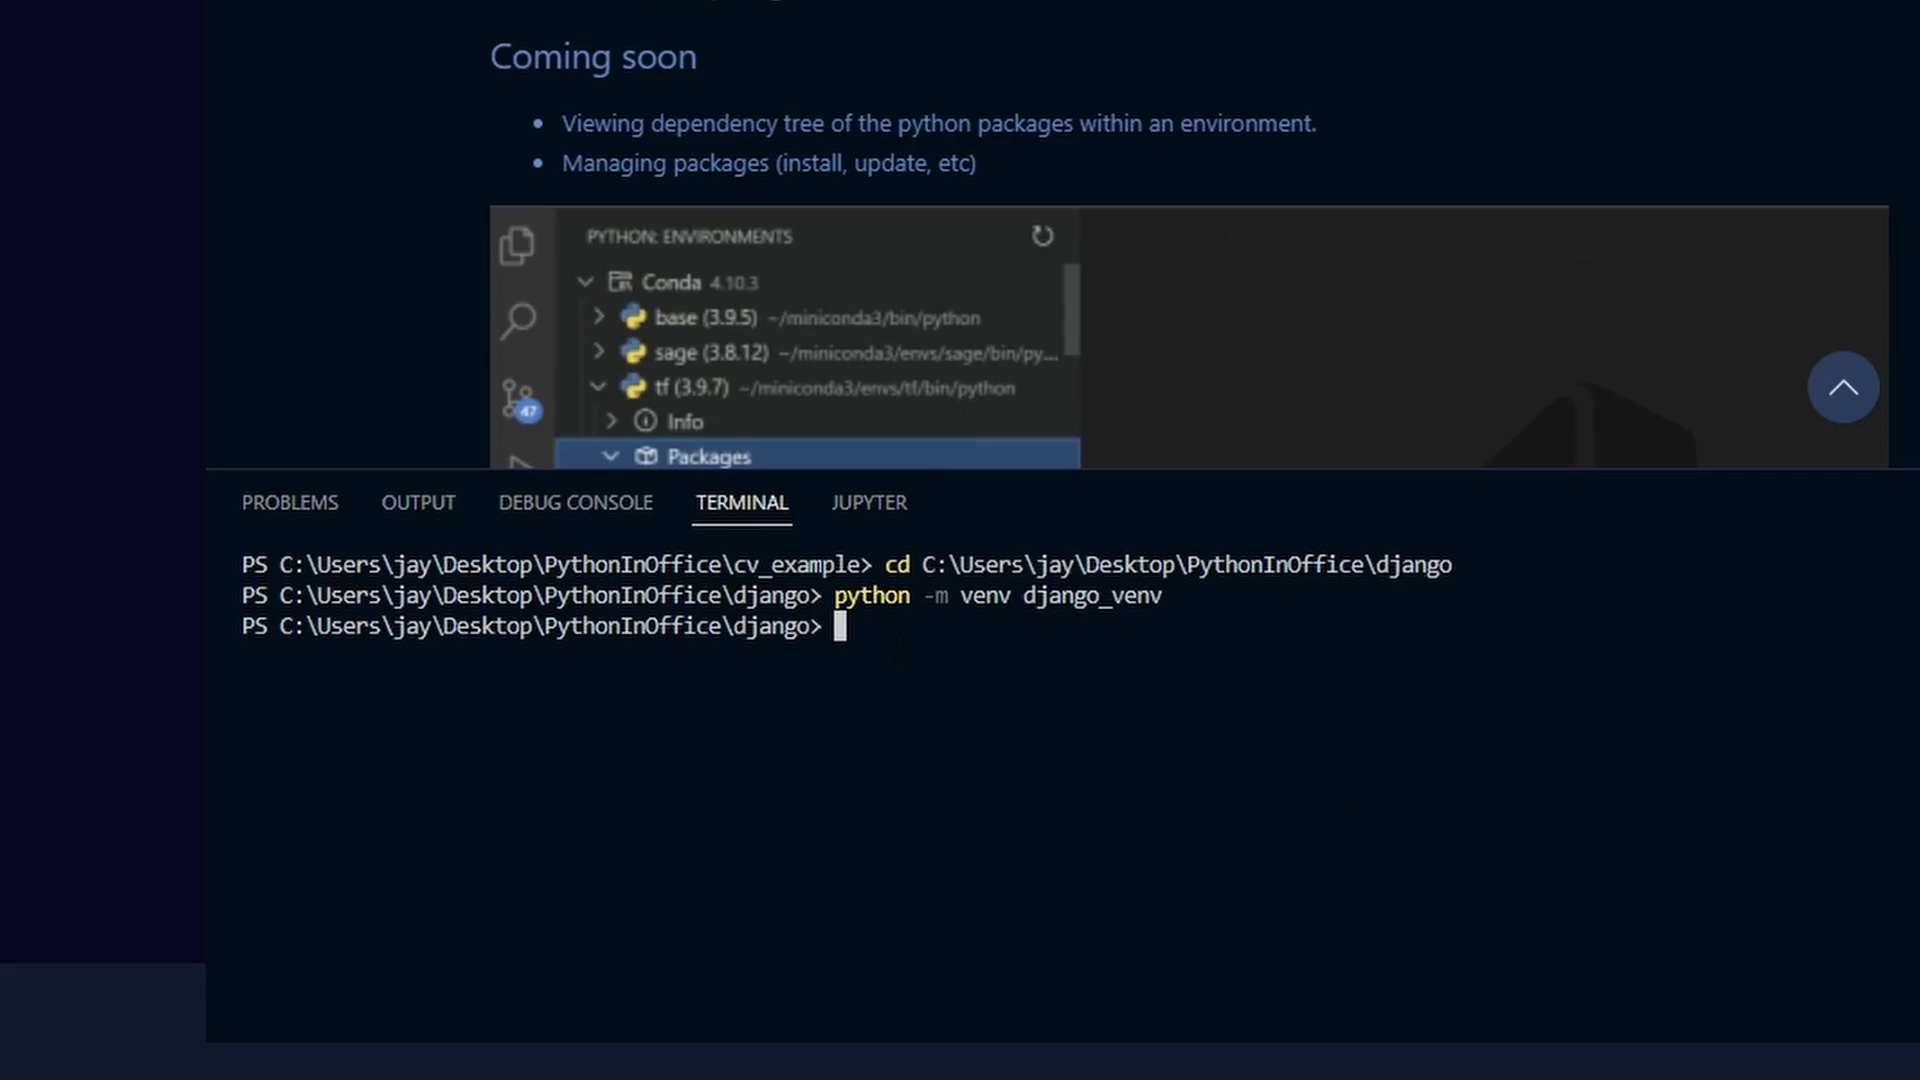 Coming soon
Viewing dependency tree of the python packages within an environment.
Managing packages (install, update, etc)
PYTHON: ENVIRONMENTS
Conda 4.10.3
base (3.9.5) ~/miniconda3/bin/python
sage (3.8.12) ~/miniconda3/envs/sage/bin/py...
tf (3.9.7) ~/miniconda3/envs/tf/bin/python
47
Info
Packages
PROBLEMS OUTPUT DEBUG CONSOLE TERMINAL JUPYTER
PS C:\Users\jay\Desktop\PythonInOffice\cv_example> cd C:\Users\jay\Desktop\PythonInOffice\django
PS C:\Users\jay\Desktop\PythonInOffice\django> python -m venv django_venv
PS C:\Users\jay\Desktop\PythonInOffice\django>